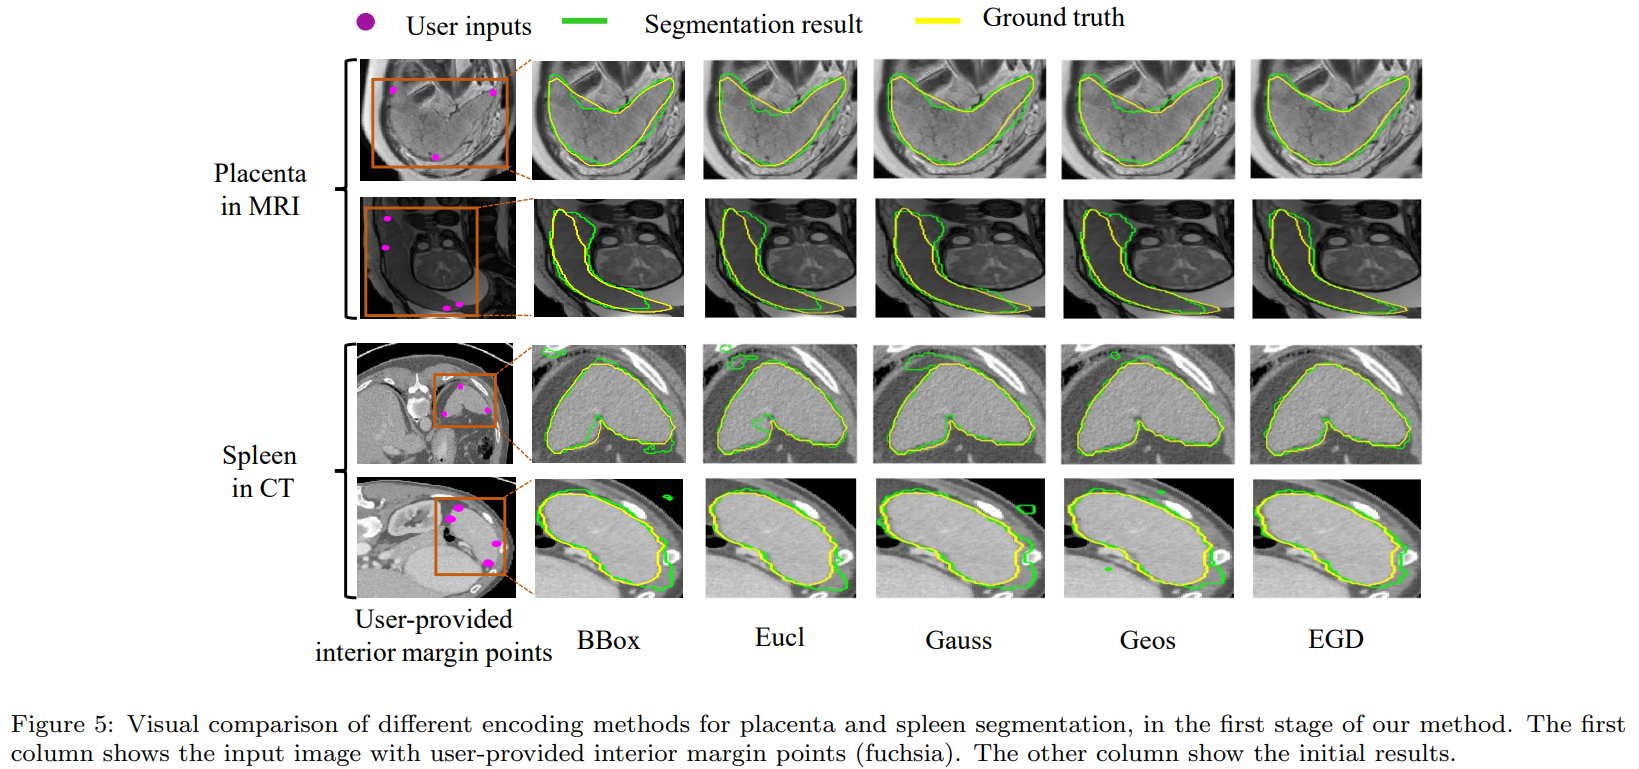 User inputs
Segmentation result
Ground truth
Placenta
in MRI
Spleen
in CT
User-provided
interior margin points
BBox
Eucl
Gauss
Geos
EGD
Figure 5: Visual comparison of different encoding methods for placenta and spleen segmentation, in the first stage of our method. The first
column shows the input image with user-provided interior margin points (fuchsia). The other column show the initial results.